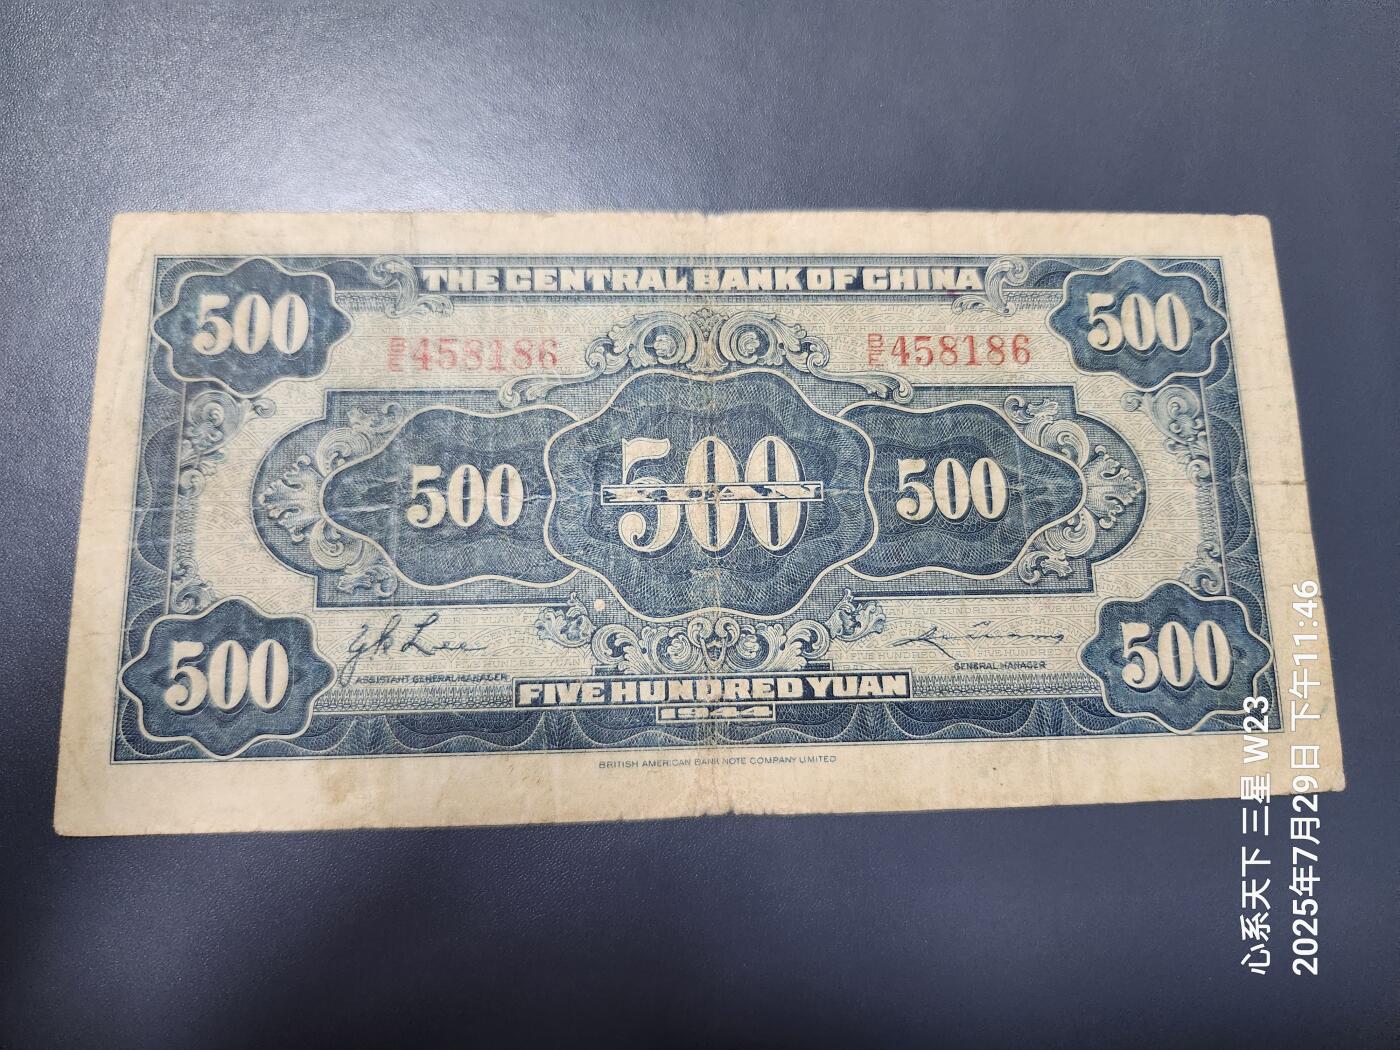 THE CENTRAL BANK OF CHINA
500 500
B/E 458186 B/E 458186
500 500 500
YUAN
500 500
ASSISTANT GENERAL MANAGER GENERAL MANAGER
FIVE HUNDRED YUAN
1944
BRITISH AMERICAN BANK NOTE COMPANY LIMITED
心系天下 三星 W23
2025年7月29日 下午11:46